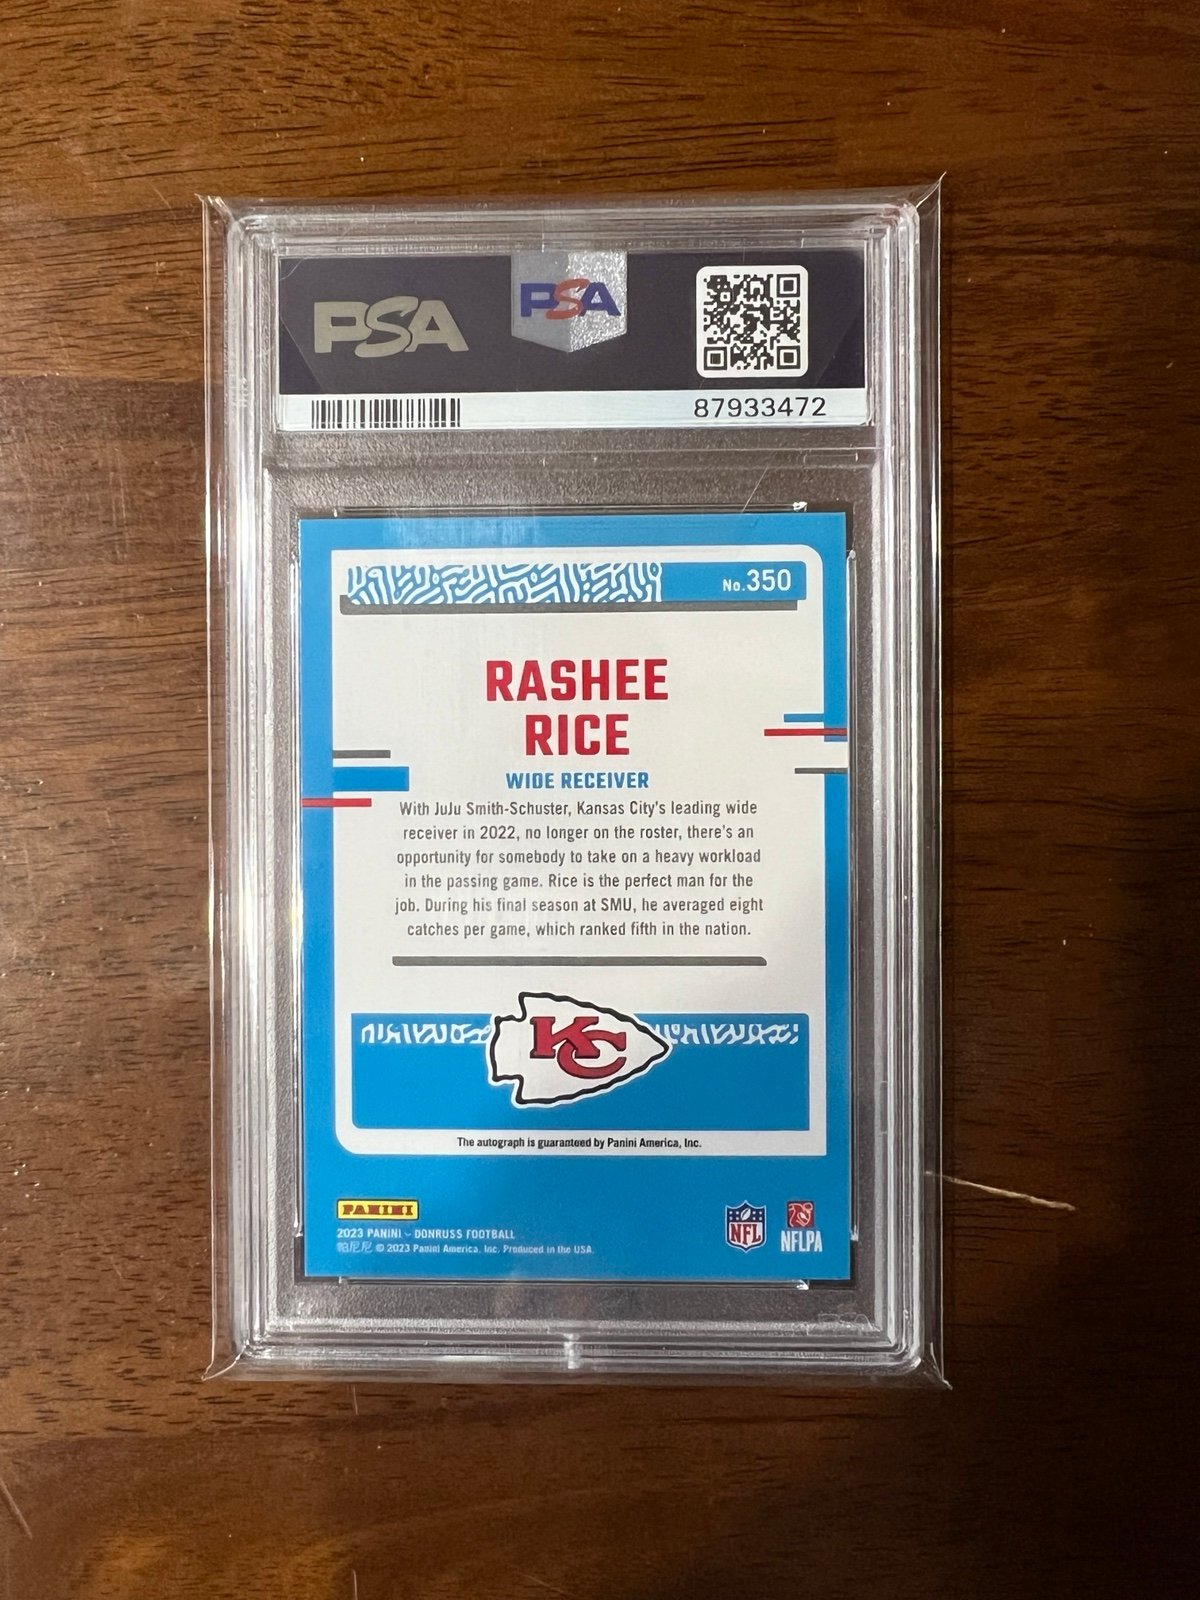 PSA
PSA
87933472
No.350
RASHEE
RICE
WIDE RECEIVER
With JuJu Smith-Schuster, Kansas City's leading wide
receiver in 2022, no longer on the roster, there's an
opportunity for somebody to take on a heavy workload
in the passing game. Rice is the perfect man for the
job. During his final season at SMU, he averaged eight
catches per game, which ranked fifth in the nation.
KC
The autograph is guaranteed by Panini America, Inc.
PANINI
2023 PANINI – DONRUSS FOOTBALL
帕尼尼 © 2023 Panini America, Inc. Produced in the USA.
NFL
NFLPA